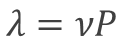 λ = νP